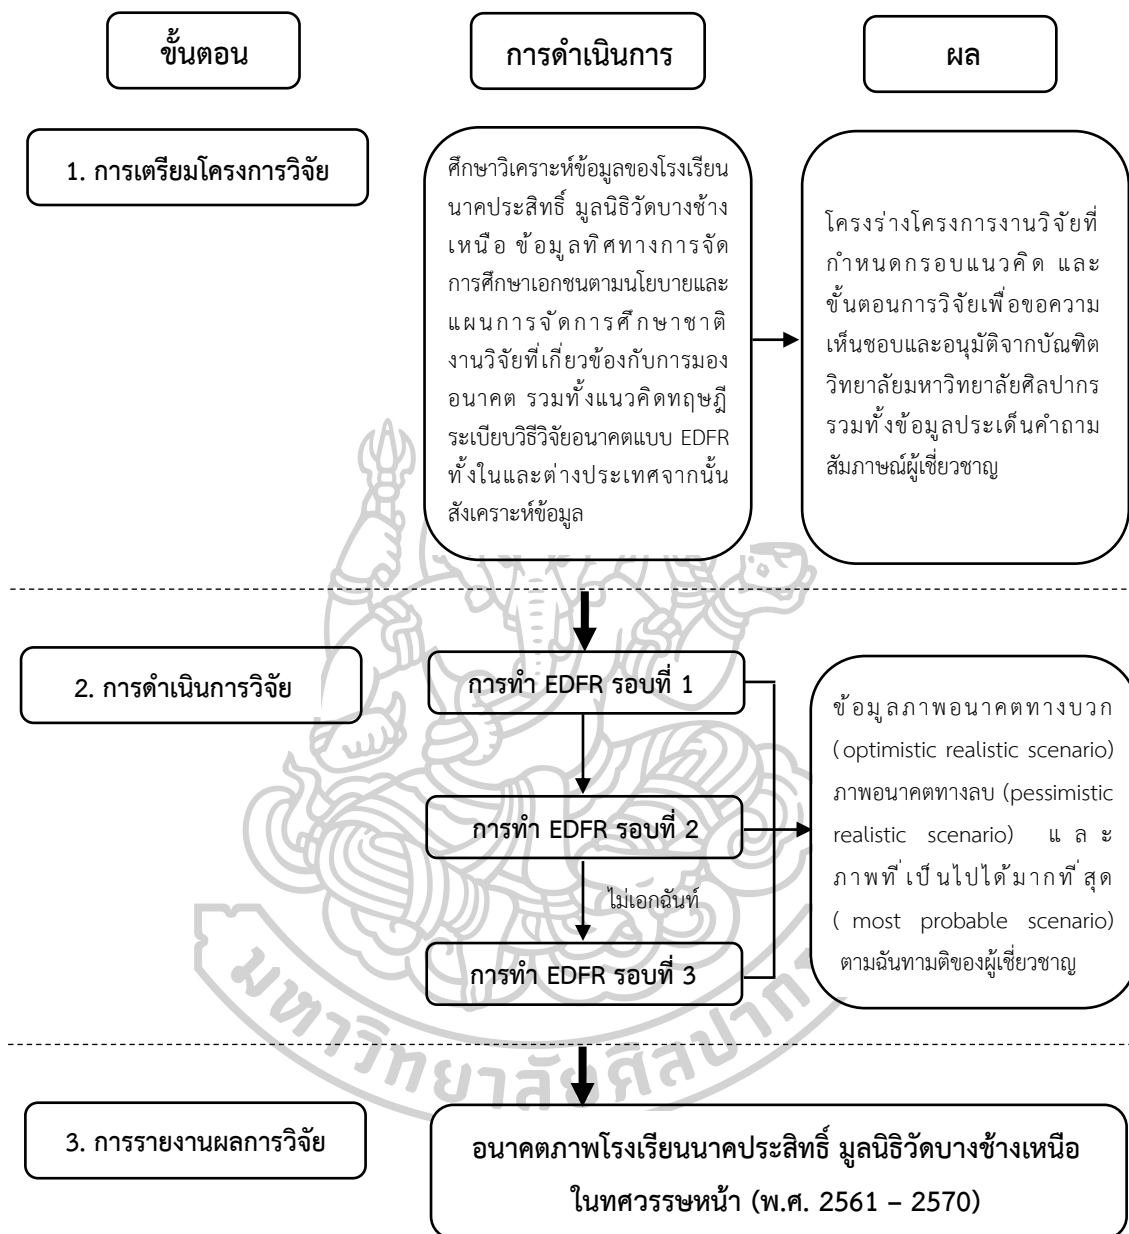 ขั้นตอน
การดำเนินการ
ผล
1. การเตรียมโครงการวิจัย
ศึกษาวิเคราะห์ข้อมูลของโรงเรียน
นาคประสิทธิ์ มูลนิธิวัดบางช้าง
เหนือ ข้อมูลทิศทางการจัด
การศึกษาเอกชนตามนโยบายและ
แผนการจัดการศึกษาชาติ
งานวิจัยที่เกี่ยวข้องกับการมอง
อนาคต รวมทั้งแนวคิดทฤษฎี
ระเบียบวิธีวิจัยอนาคตแบบ EDFR
ทั้งในและต่างประเทศจากนั้น
สังเคราะห์ข้อมูล
โครงร่างโครงการงานวิจัยที่
กำหนดกรอบแนวคิด และ
ขั้นตอนการวิจัยเพื่อขอความ
เห็นชอบและอนุมัติจากบัณฑิต
วิทยาลัยมหาวิทยาลัยศิลปากร
รวมทั้งข้อมูลประเด็นคำถาม
สัมภาษณ์ผู้เชี่ยวชาญ
2. การดำเนินการวิจัย
การทำ EDFR รอบที่ 1
การทำ EDFR รอบที่ 2
ไม่เอกฉันท์
การทำ EDFR รอบที่ 3
ข้อมูลภาพอนาคตทางบวก
(optimistic realistic scenario)
ภาพอนาคตทางลบ (pessimistic
realistic scenario) และ
ภาพที่เป็นไปได้มากที่สุด
( most probable scenario)
ตามฉันทามติของผู้เชี่ยวชาญ
มหาวิทยาลัยศิลปากร
3. การรายงานผลการวิจัย
อนาคตภาพโรงเรียนนาคประสิทธิ์ มูลนิธิวัดบางช้างเหนือ
ในทศวรรษหน้า (พ.ศ. 2561 – 2570)